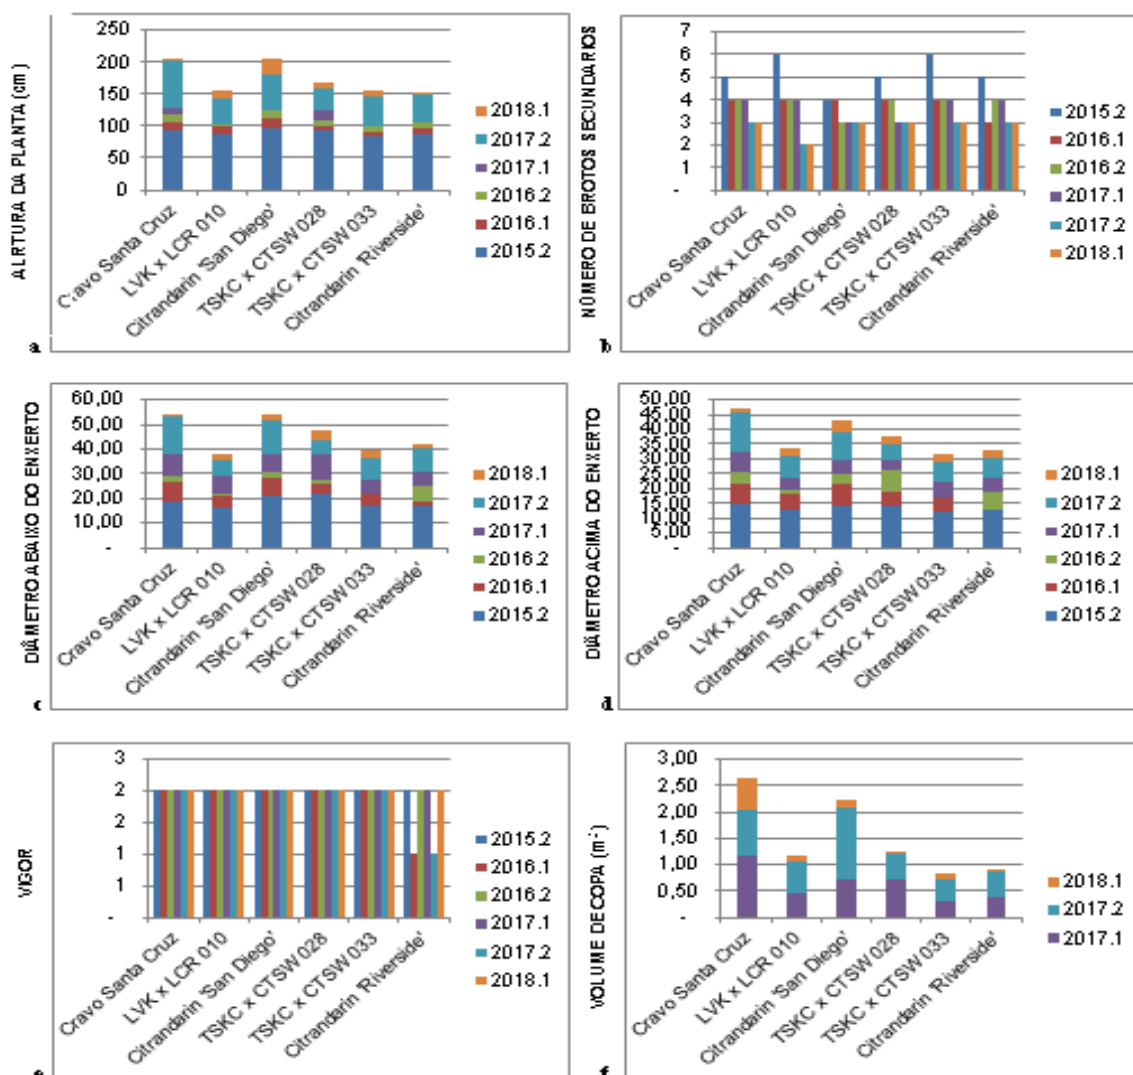 ALRTURA DA PLANTA (cm)
250
200
150
100
50
0
Cravo Santa Cruz
LVK x LCR 010
Citrandarin 'San Diego'
TSKC x CTSW 028
TSKC x CTSW 033
Citrandarin 'Riverside'
2018.1
2017.2
2017.1
2016.2
2016.1
2015.2
a
NÚMERO DE BROTOS SECUNDÁRIOS
7
6
5
4
3
2
1
-
Cravo Santa Cruz
LVK x LCR 010
Citrandarin 'San Diego'
TSKC x CTSW 028
TSKC x CTSW 033
Citrandarin 'Riverside'
2015.2
2016.1
2016.2
2017.1
2017.2
2018.1
b
DIÂMETRO ABAIXO DO ENXERTO
60,00
50,00
40,00
30,00
20,00
10,00
-
Cravo Santa Cruz
LVK x LCR 010
Citrandarin 'San Diego'
TSKC x CTSW 028
TSKC x CTSW 033
Citrandarin 'Riverside'
2018.1
2017.2
2017.1
2016.2
2016.1
2015.2
c
DIÂMETRO ACIMA DO ENXERTO
50,00
45,00
40,00
35,00
30,00
25,00
20,00
15,00
10,00
5,00
-
Cravo Santa Cruz
LVK x LCR 010
Citrandarin 'San Diego'
TSKC x CTSW 028
TSKC x CTSW 033
Citrandarin 'Riverside'
2018.1
2017.2
2017.1
2016.2
2016.1
2015.2
d
VIGOR
3
2
2
1
1
-
Cravo Santa Cruz
LVK x LCR 010
Citrandarin 'San Diego'
TSKC x CTSW 028
TSKC x CTSW 033
Citrandarin 'Riverside'
2015.2
2016.1
2016.2
2017.1
2017.2
2018.1
e
VOLUME DE COPA
3,00
2,50
2,00
1,50
1,00
0,50
-
Cravo Santa Cruz
LVK x LCR 010
Citrandarin 'San Diego'
TSKC x CTSW 028
TSKC x CTSW 033
Citrandarin 'Riverside'
2018.1
2017.2
2017.1
f